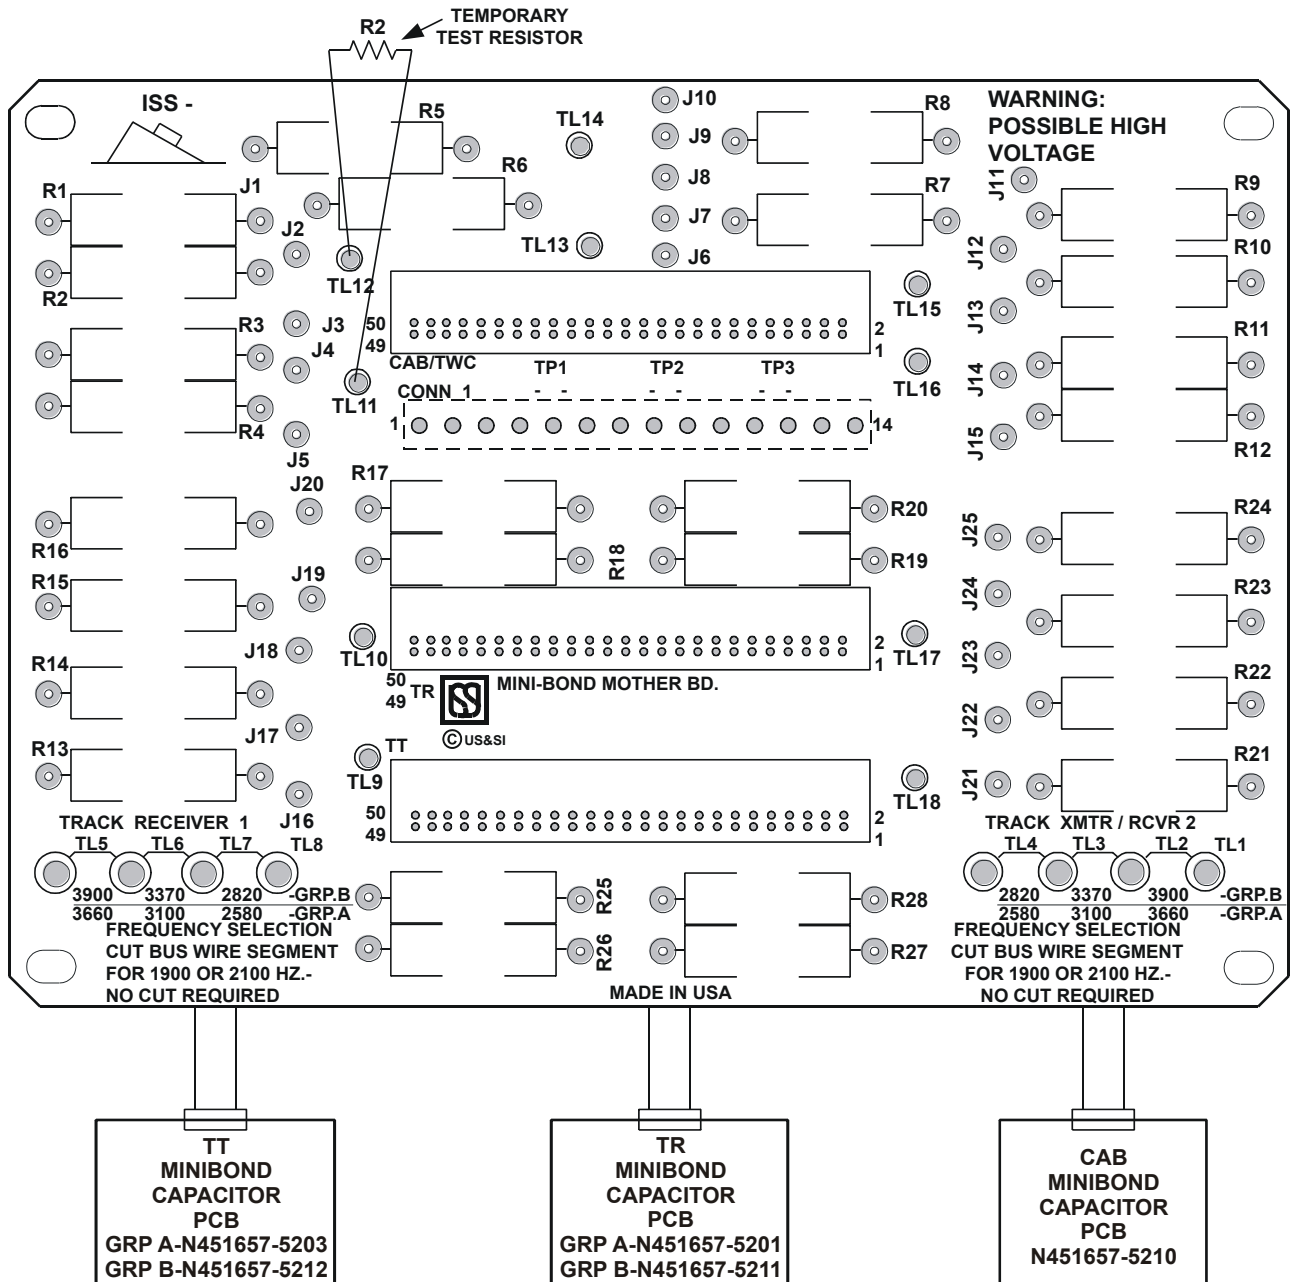 R2
TEMPORARY
TEST RESISTOR
ISS -
R5
TL14
J10
R8
WARNING:
POSSIBLE HIGH
VOLTAGE
J9
R6
J8
R1
J1
R7
J11
R9
J2
TL13
J7
J12
J6
R10
R2
TL12
TL15
J13
R3
J3
50
2
R11
J4
49
1
CAB/TWC
TP1
TP2
TP3
TL16
J14
TL11
CONN 1
- -
- -
- -
1
14
R4
J15
J5
R12
J20
R17
R20
R24
J25
R16
R18
R19
R15
J19
J24
R23
J18
TL10
2
TL17
J23
R14
1
50
TR
MINI-BOND MOTHER BD.
R22
49
J22
J17
© US&SI
R13
TT
R21
TL9
TL18
J21
J16
50
2
49
1
TRACK RECEIVER 1
TRACK XMTR / RCVR 2
TL5
TL6
TL7
TL8
TL4
TL3
TL2
TL1
3900 3370 2820 -GRP.B
3660 3100 2580 -GRP.A
FREQUENCY SELECTION
CUT BUS WIRE SEGMENT
FOR 1900 OR 2100 HZ.-
NO CUT REQUIRED
R25
R28
R26
R27
MADE IN USA
2820 3370 3900 -GRP.B
2580 3100 3660 -GRP.A
FREQUENCY SELECTION
CUT BUS WIRE SEGMENT
FOR 1900 OR 2100 HZ.-
NO CUT REQUIRED
TT
MINIBOND
CAPACITOR
PCB
GRP A-N451657-5203
GRP B-N451657-5212
TR
MINIBOND
CAPACITOR
PCB
GRP A-N451657-5201
GRP B-N451657-5211
CAB
MINIBOND
CAPACITOR
PCB
N451657-5210